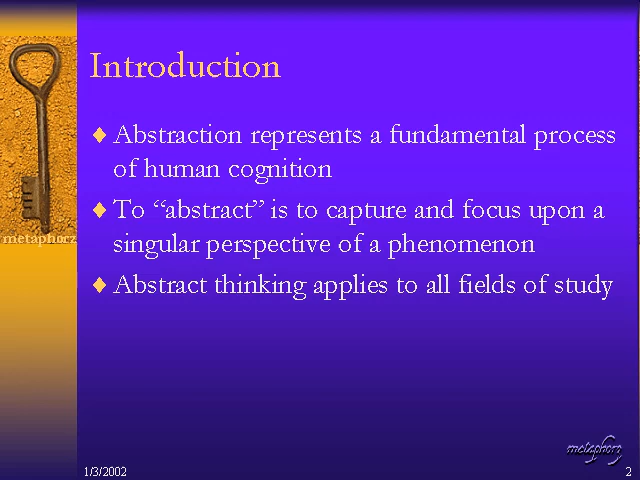 Introduction
♦ Abstraction represents a fundamental process
of human cognition
♦ To “abstract” is to capture and focus upon a
singular perspective of a phenomenon
♦ Abstract thinking applies to all fields of study
metaphorz
metaphorz
1/3/2002
2